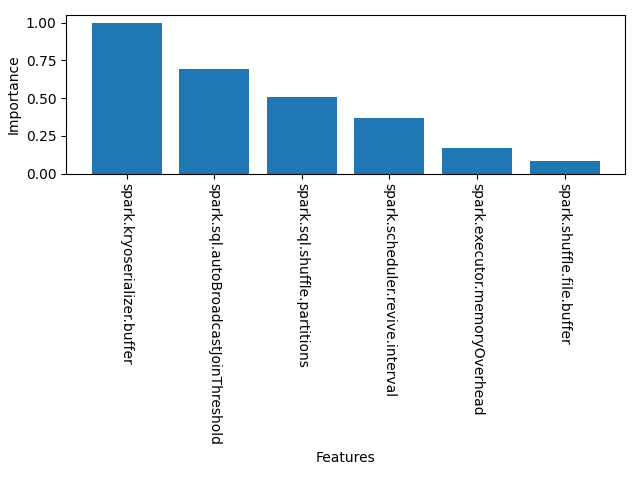 1.00
0.75
0.50
0.25
0.00
Importance
spark.kryoserializer.buffer
spark.sql.autoBroadcastJoinThreshold
spark.sql.shuffle.partitions
spark.scheduler.revive.interval
spark.executor.memoryOverhead
spark.shuffle.file.buffer
Features